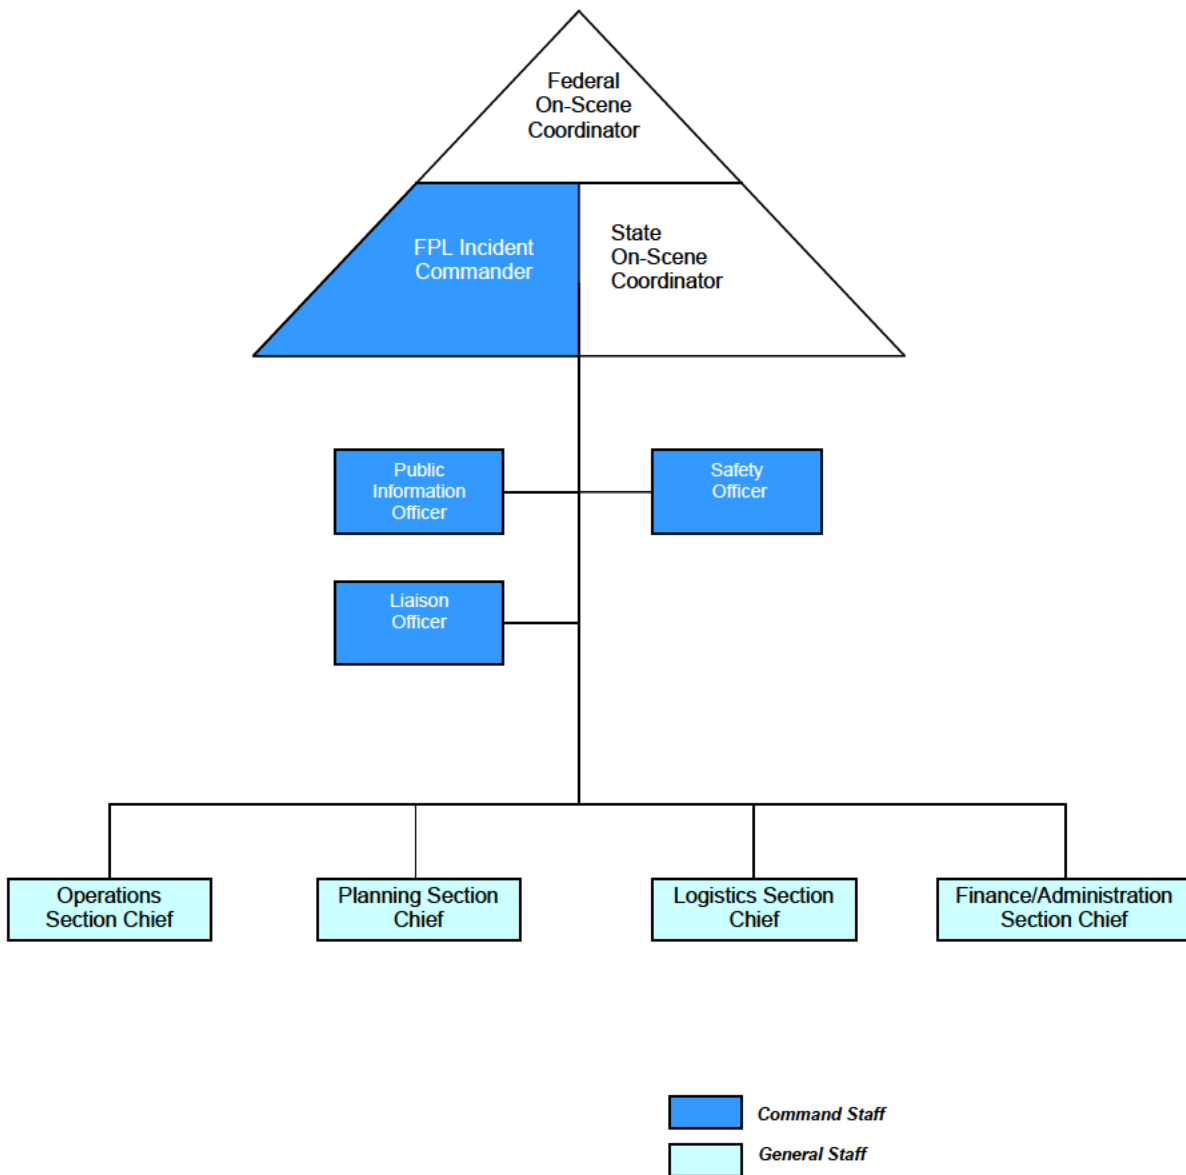 Federal
On-Scene
Coordinator
FPL Incident
Commander
State
On-Scene
Coordinator
Public
Information
Officer
Safety
Officer
Liaison
Officer
Operations
Section Chief
Planning Section
Chief
Logistics Section
Chief
Finance/Administration
Section Chief
Command Staff
General Staff